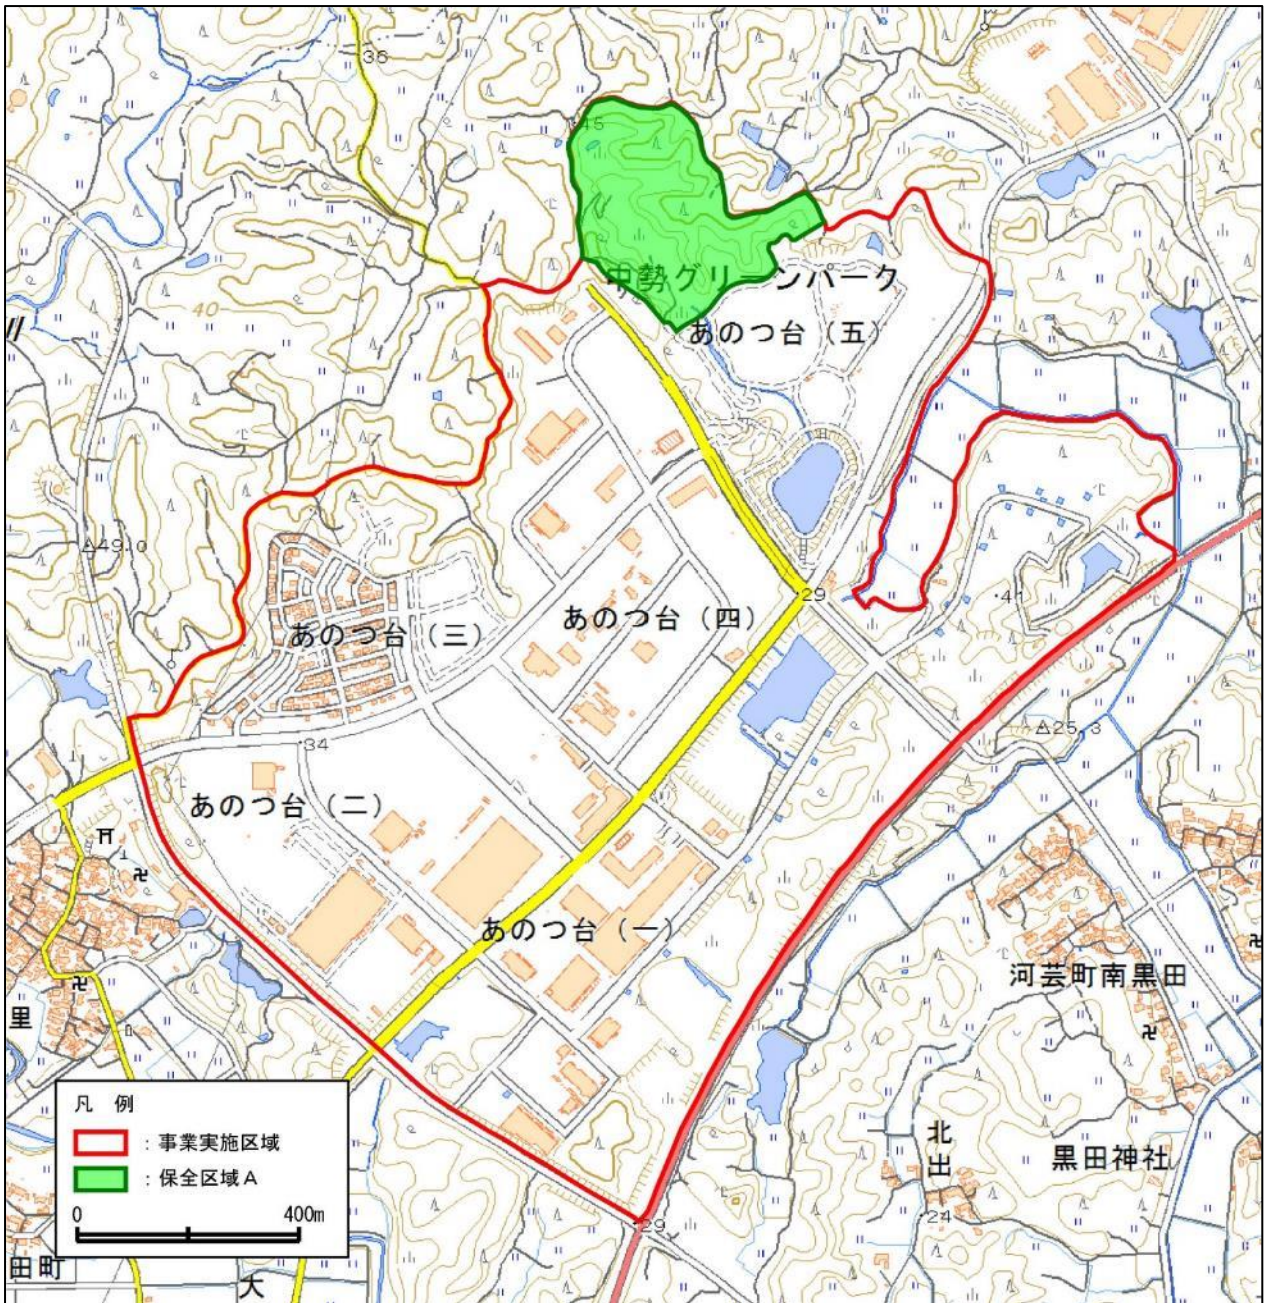 36
45
40
中勢グリーンパーク
40
あのつ台（五）
49.0
29
41
あのつ台（四）
あのつ台（三）
25.3
34
あのつ台（二）
あのつ台（一）
河芸町南黒田
里
凡 例
：事業実施区域
：保全区域A
0 400m
北出
黒田神社
29
24
田町
大